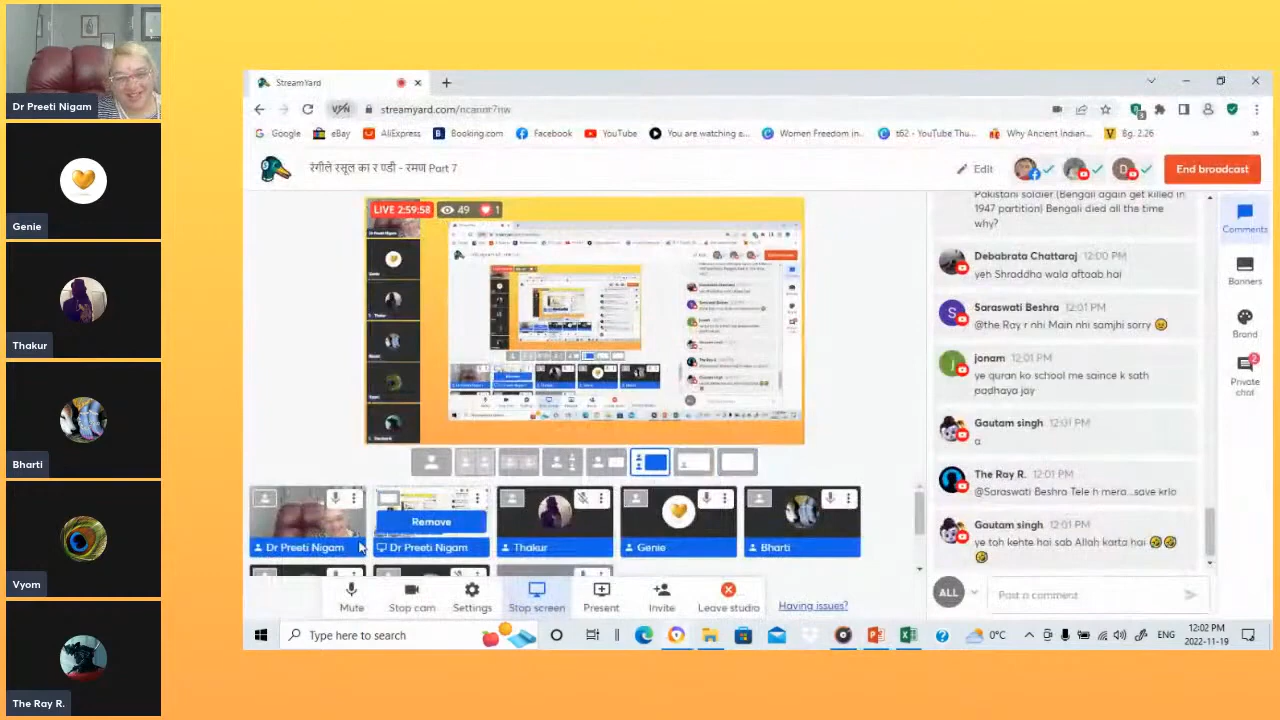 Dr Preeti Nigam
Genie
Thakur
Bharti
Vyom
The Ray R.
StreamYard
VPN
Google
eBay
AliExpress
Booking.com
Facebook
YouTube
You are watching e...
Women Freedom in...
t62 - YouTube Thu...
Why Ancient Indian...
Bg. 2.26
रंगीले रसूल का र ण्डी - रमण Part 7
Edit
End broadcast
LIVE 2:59:58
49
1
Pakistani soldier (Bengali again get killed in
1947 partition) Bengali died all the time
why?
Debabrata Chattaraj 12:00 PM
yeh Shraddha wala aftaab hai
Saraswati Beshra 12:01 PM
@the Ray r nhi Main nhi samjhi sorry
jonam 12:01 PM
ye quran ko school me saince k sath
padhaya jay
Gautam singh 12:01 PM
The Ray R. 12:01 PM
@Saraswati Beshra Tele h mera...save krlo
Gautam singh 12:01 PM
ye toh kehte hai sab Allah karta hai
Comments
Banners
Brand
2
Private
chat
Remove
Dr Preeti Nigam
Dr Preeti Nigam
Thakur
Genie
Bharti
Mute
Stop cam
Settings
Stop screen
Present
Invite
Leave studio
Having issues?
ALL
Post a comment
Type here to search
0°C
ENG
12:02 PM
2022-11-19